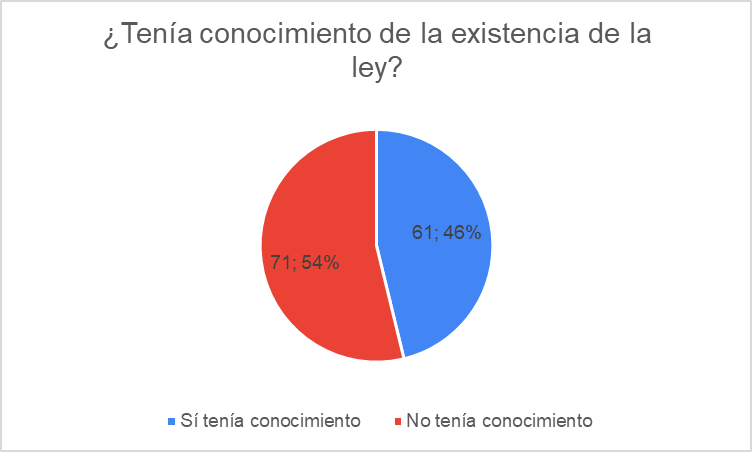 ¿Tenía conocimiento de la existencia de la
ley?
61; 46%
71; 54%
Sí tenía conocimiento
No tenía conocimiento